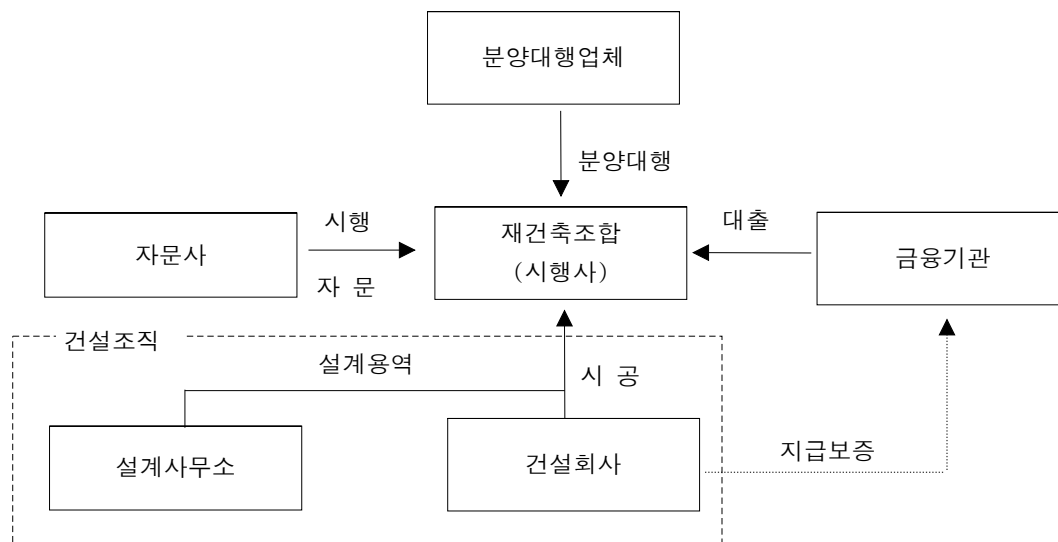 분양대행업체
분양대행
시행
자 문
자문사
재건축조합
(시행사)
대출
금융기관
건설조직
설계용역
시 공
설계사무소
건설회사
지급보증